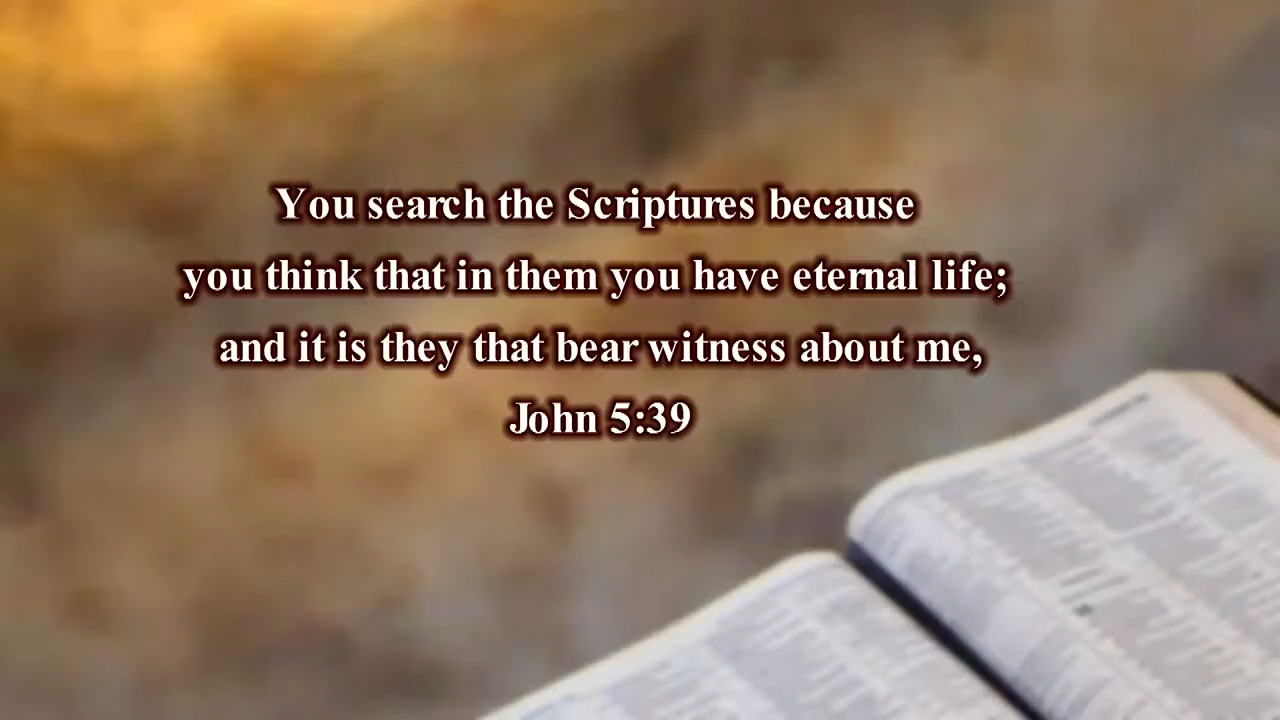 You search the Scriptures because
you think that in them you have eternal life;
and it is they that bear witness about me,
John 5:39